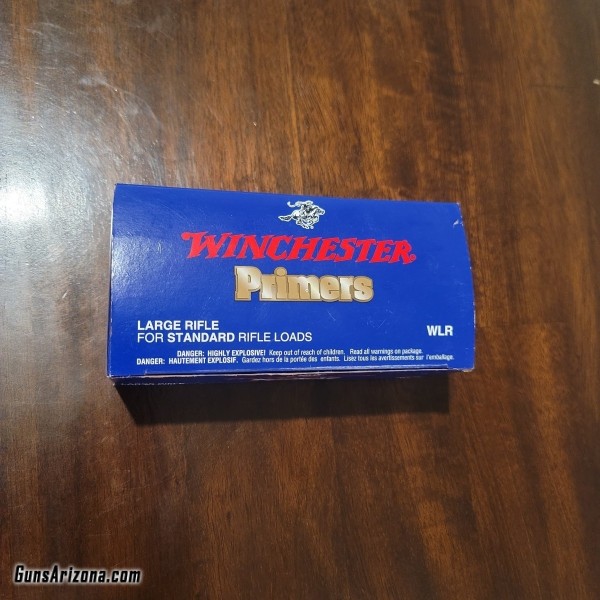 WINCHESTER
Primers
LARGE RIFLE
FOR STANDARD RIFLE LOADS
WLR
DANGER: HIGHLY EXPLOSIVE! Keep out of reach of children. Read all warnings on package.
DANGER: HAUTEMENT EXPLOSIF. Gardez hors de la portée des enfants. Lisez tous les avertissements sur l'emballage.
GunsArizona.com